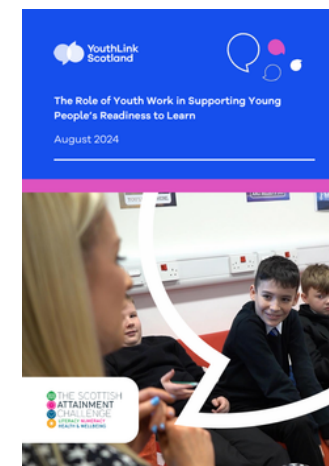 YouthLink
Scotland
The Role of Youth Work in Supporting Young
People's Readiness to Learn
August 2024
THE SCOTTISH
ATTAINMENT
CHALLENGE
LITERACY NUMERACY
HEALTH & WELLBEING